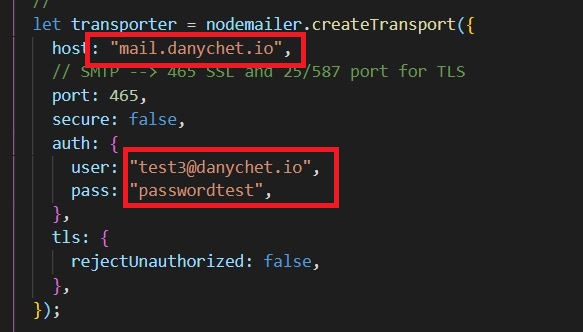 //
let transporter = nodemailer.createTransport({
host: "mail.danychet.io",
// SMTP --> 465 SSL and 25/587 port for TLS
port: 465,
secure: false,
auth: {
user: "test3@danychet.io",
pass: "passwordtest",
},
tls: {
rejectUnauthorized: false,
},
});